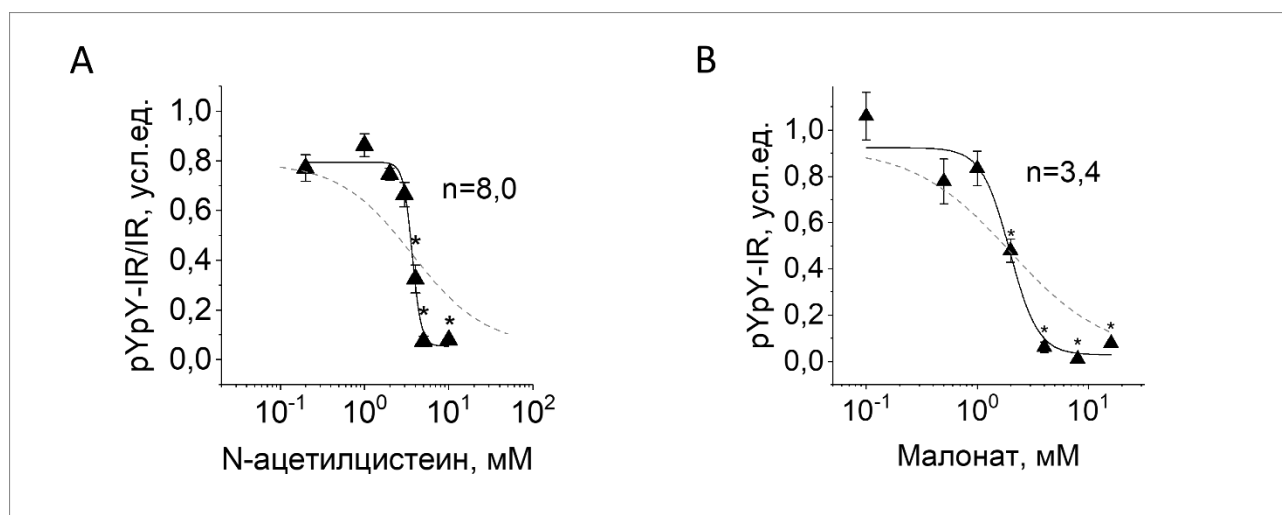 A
pYpY-IR/IR, усл.ед.
1,0
0,8
0,6
0,4
0,2
0,0
n=8,0
*
*
*
10⁻¹ 10⁰ 10¹ 10²
N-ацетилцистеин, мМ
B
pYpY-IR, усл.ед.
1,0
0,8
0,6
0,4
0,2
0,0
n=3,4
*
*
*
*
10⁻¹ 10⁰ 10¹
Малонат, мМ